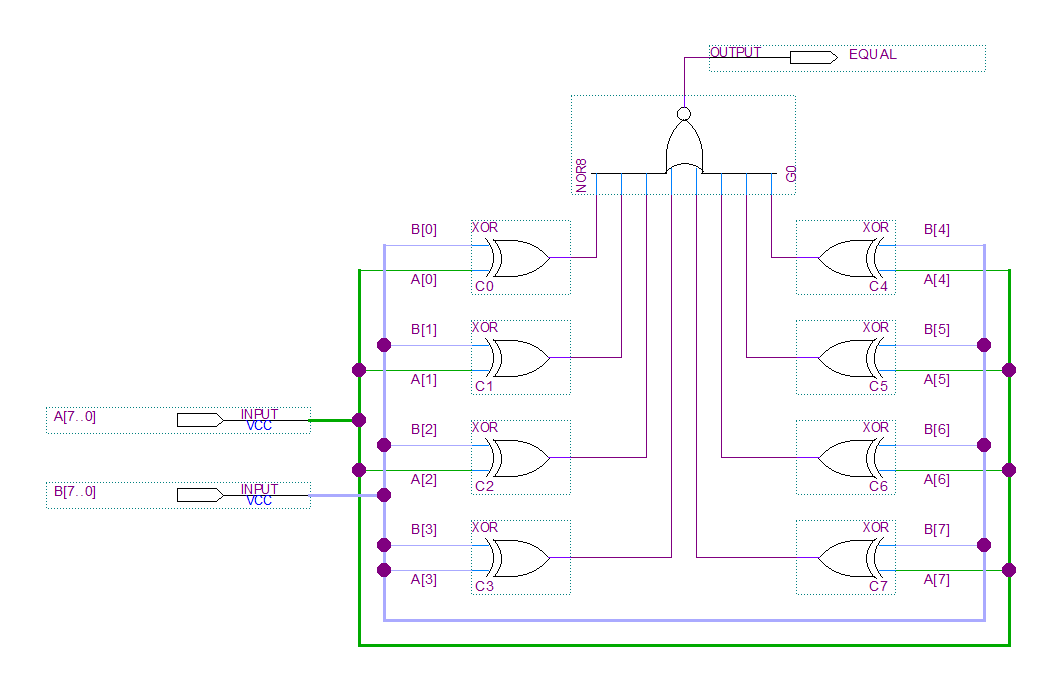 OUTPUT
EQUAL
NOR8
G0
B[0]
XOR
A[0]
C0
XOR
B[4]
C4
A[4]
B[1]
XOR
A[1]
C1
XOR
B[5]
C5
A[5]
A[7..0]
INPUT
VCC
B[2]
XOR
A[2]
C2
XOR
B[6]
C6
A[6]
B[7..0]
INPUT
VCC
B[3]
XOR
A[3]
C3
XOR
B[7]
C7
A[7]